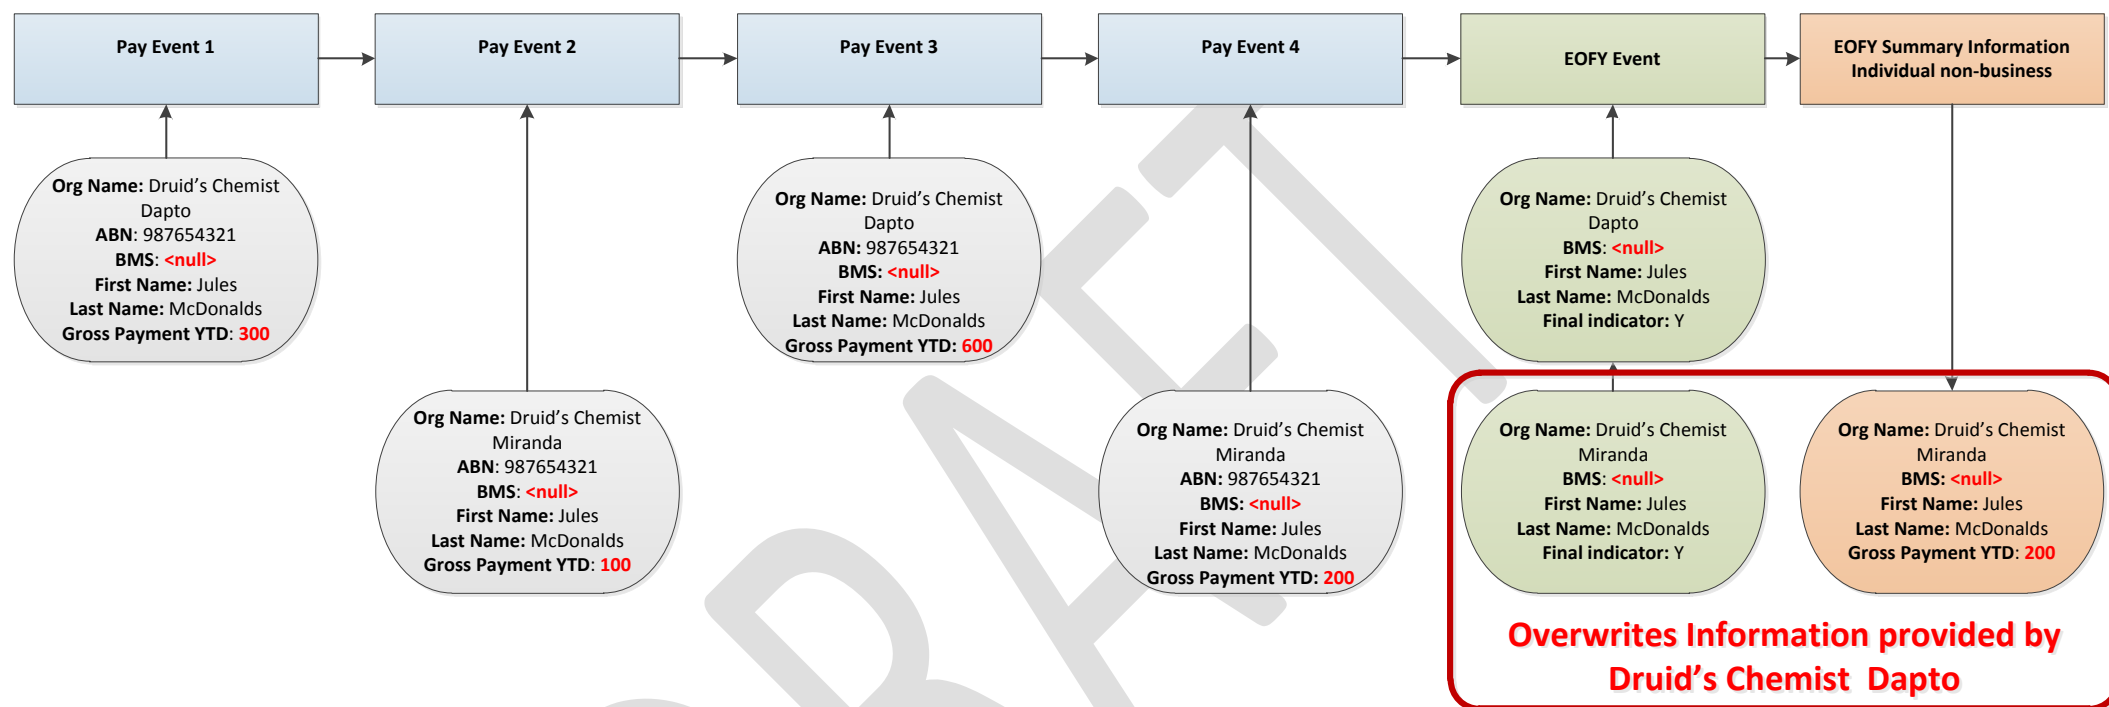 Pay Event 1
Pay Event 2
Pay Event 3
Pay Event 4
EOFY Event
EOFY Summary Information
Individual non-business
Org Name: Druid’s Chemist
Dapto
ABN: 987654321
BMS: <null>
First Name: Jules
Last Name: McDonalds
Gross Payment YTD: 300
Org Name: Druid’s Chemist
Miranda
ABN: 987654321
BMS: <null>
First Name: Jules
Last Name: McDonalds
Gross Payment YTD: 100
Org Name: Druid’s Chemist
Dapto
ABN: 987654321
BMS: <null>
First Name: Jules
Last Name: McDonalds
Gross Payment YTD: 600
Org Name: Druid’s Chemist
Miranda
ABN: 987654321
BMS: <null>
First Name: Jules
Last Name: McDonalds
Gross Payment YTD: 200
Org Name: Druid’s Chemist
Dapto
BMS: <null>
First Name: Jules
Last Name: McDonalds
Final indicator: Y
Org Name: Druid’s Chemist
Miranda
BMS: <null>
First Name: Jules
Last Name: McDonalds
Final indicator: Y
Org Name: Druid’s Chemist
Miranda
BMS: <null>
First Name: Jules
Last Name: McDonalds
Gross Payment YTD: 200
Overwrites Information provided by
Druid’s Chemist  Dapto
DRAFT